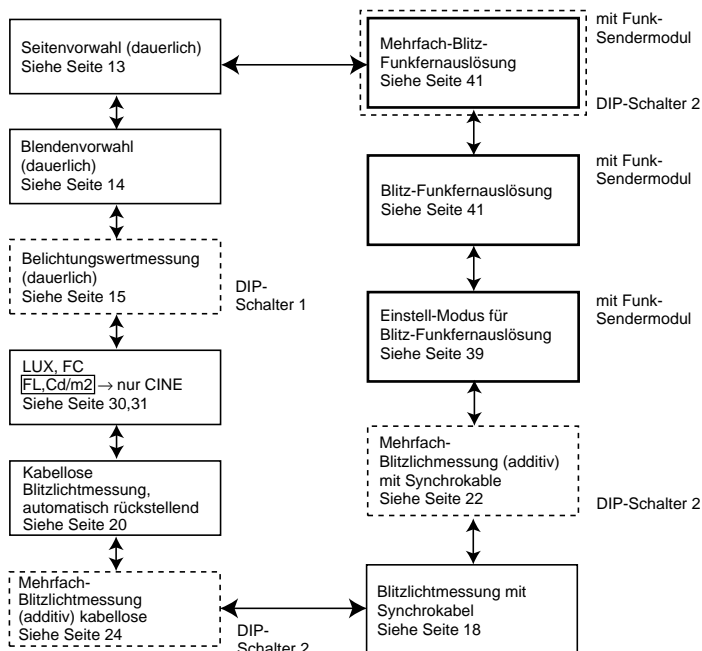 Seitenvorwahl (dauerlich)
Siehe Seite 13
Blendenvorwahl
(dauerlich)
Siehe Seite 14
Belichtungswertmessung
(dauerlich)
Siehe Seite 15
DIP-
Schalter 1
LUX, FC
FL,Cd/m2 → nur CINE
Siehe Seite 30,31
Kabellose
Blitzlichtmessung,
automatisch rückstellend
Siehe Seite 20
Mehrfach-
Blitzlichtmessung
(additiv) kabellose
Siehe Seite 24
DIP-
Schalter 2
Mehrfach-Blitz-
Funkfernauslösung
Siehe Seite 41
mit Funk-
Sendermodul
DIP-Schalter 2
Blitz-Funkfernauslösung
Siehe Seite 41
mit Funk-
Sendermodul
Einstell-Modus für
Blitz-Funkfernauslösung
Siehe Seite 39
mit Funk-
Sendermodul
Mehrfach-
Blitzlichmessung (additiv)
mit Synchrokable
Siehe Seite 22
DIP-Schalter 2
Blitzlichtmessung mit
Synchrokabel
Siehe Seite 18